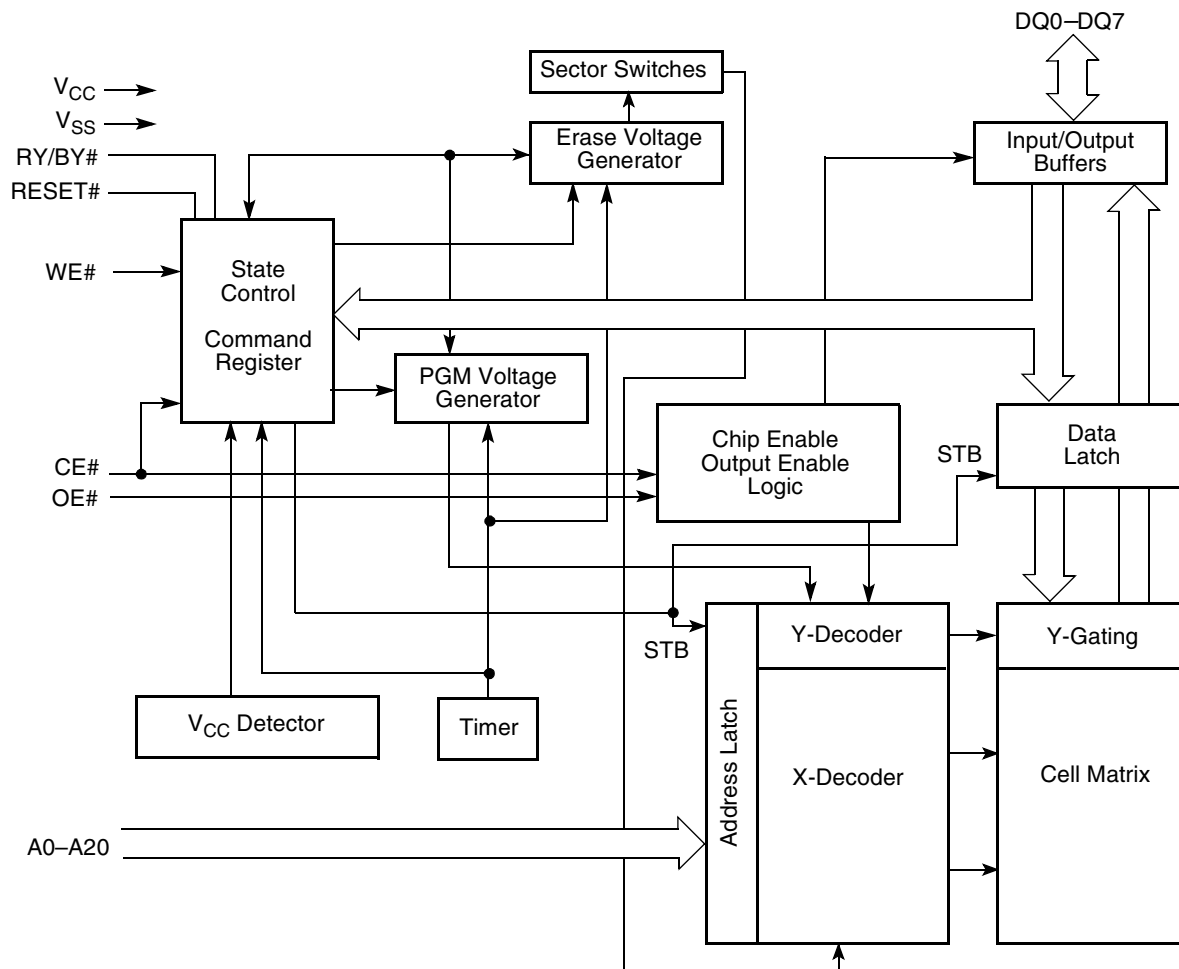 DQ0–DQ7
Sector Switches
VCC
VSS
RY/BY#
RESET#
Erase Voltage
Generator
Input/Output
Buffers
WE#
State
Control
Command
Register
PGM Voltage
Generator
CE#
OE#
Chip Enable
Output Enable
Logic
STB
Data
Latch
STB
Y-Decoder
Y-Gating
VCC Detector
Timer
Address Latch
X-Decoder
Cell Matrix
A0–A20